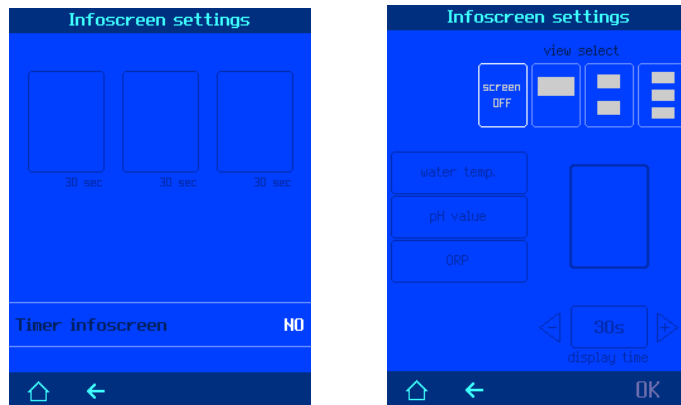 Infoscreen settings
30 sec 30 sec 30 sec
Timer infoscreen NO
Infoscreen settings
view select
screen
OFF
water temp.
pH value
ORP
- 30s +
display time
OK